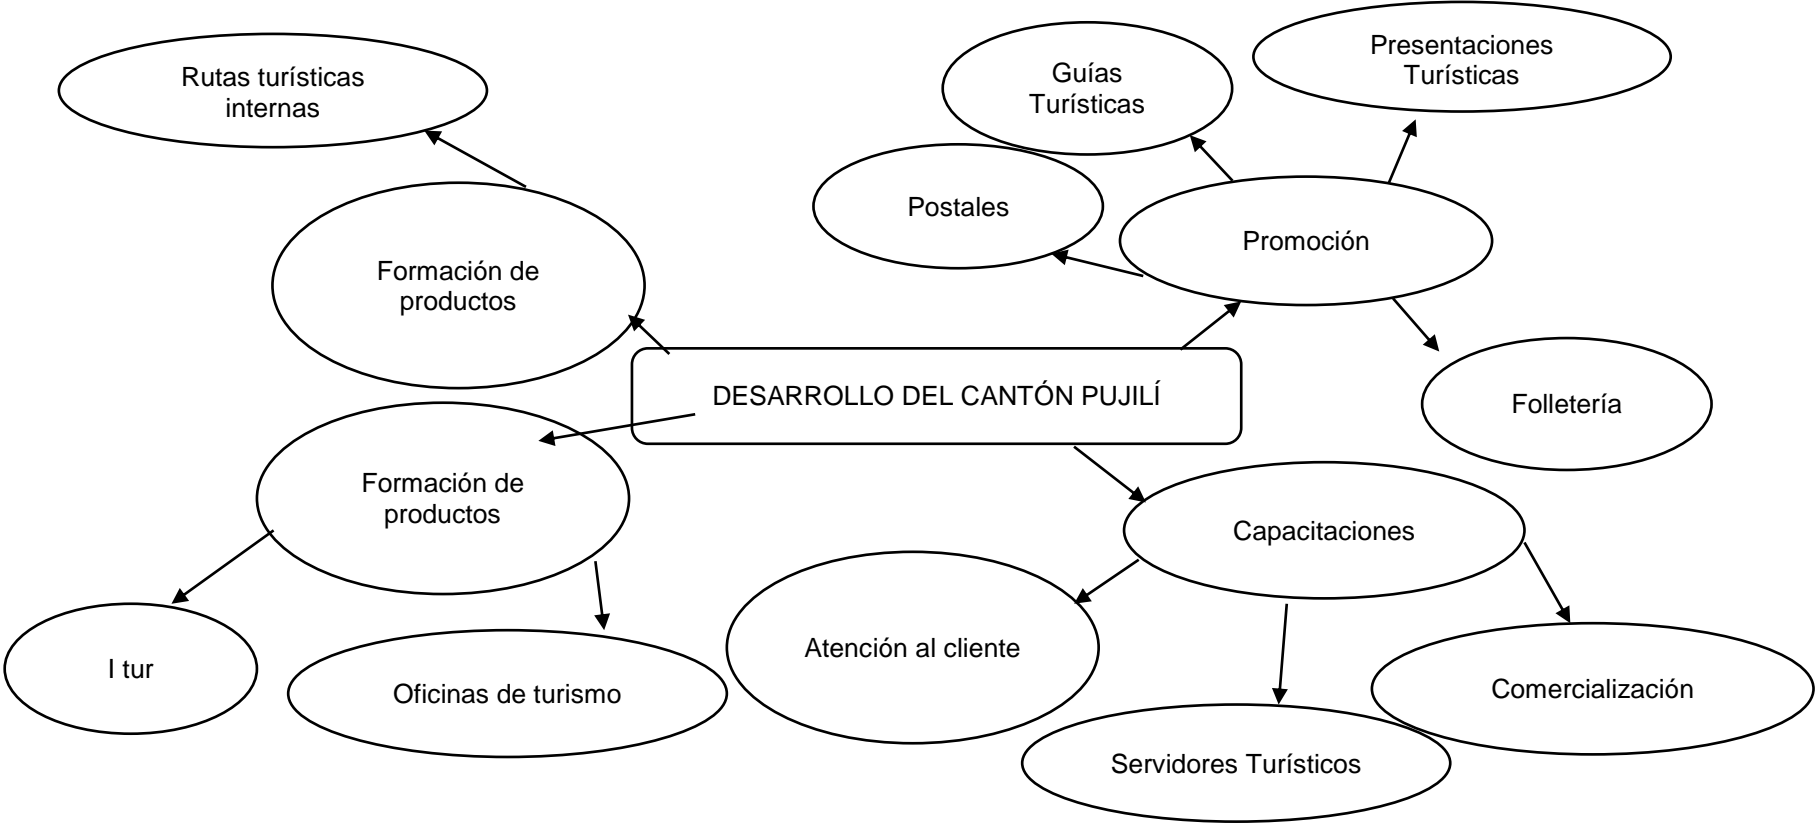 Presentaciones
Turísticas
Guías
Turísticas
Rutas turísticas
internas
Postales
Promoción
Formación de
productos
DESARROLLO DEL CANTÓN PUJILÍ
Folletería
Formación de
productos
Capacitaciones
Atención al cliente
I tur
Oficinas de turismo
Comercialización
Servidores Turísticos